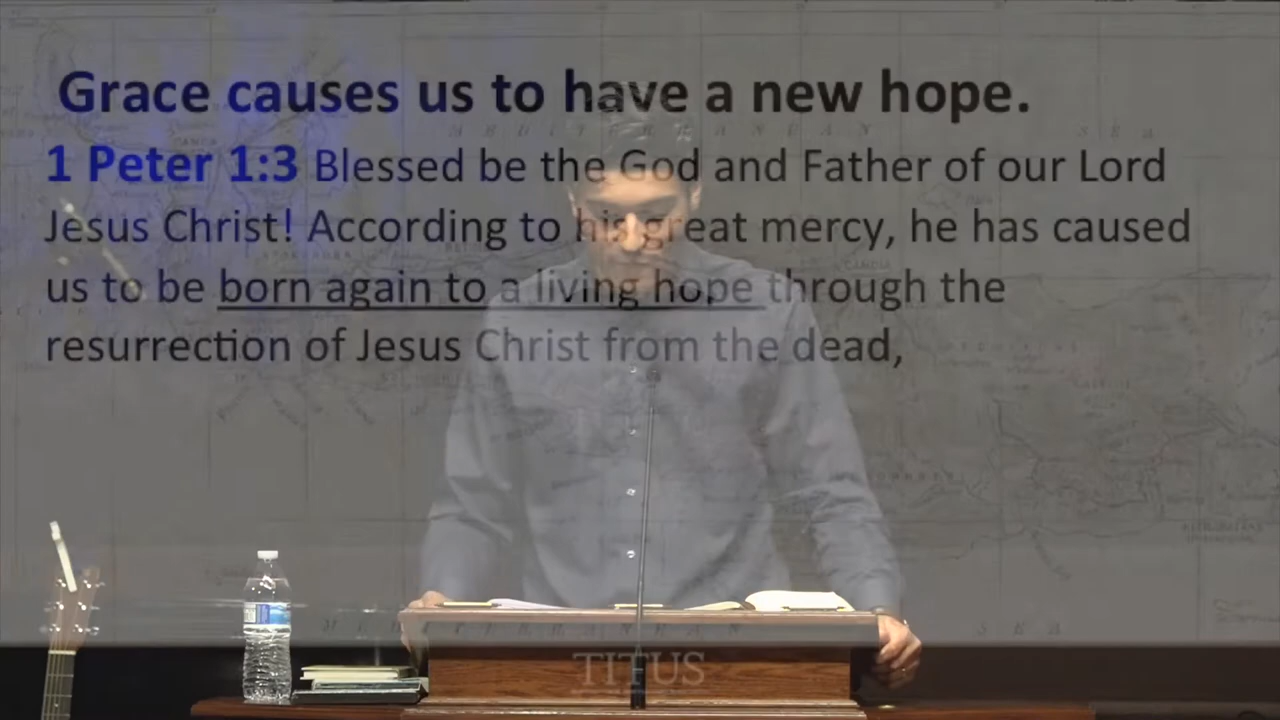 Grace causes us to have a new hope.
1 Peter 1:3 Blessed be the God and Father of our Lord
Jesus Christ! According to his great mercy, he has caused
us to be born again to a living hope through the
resurrection of Jesus Christ from the dead,
TITUS